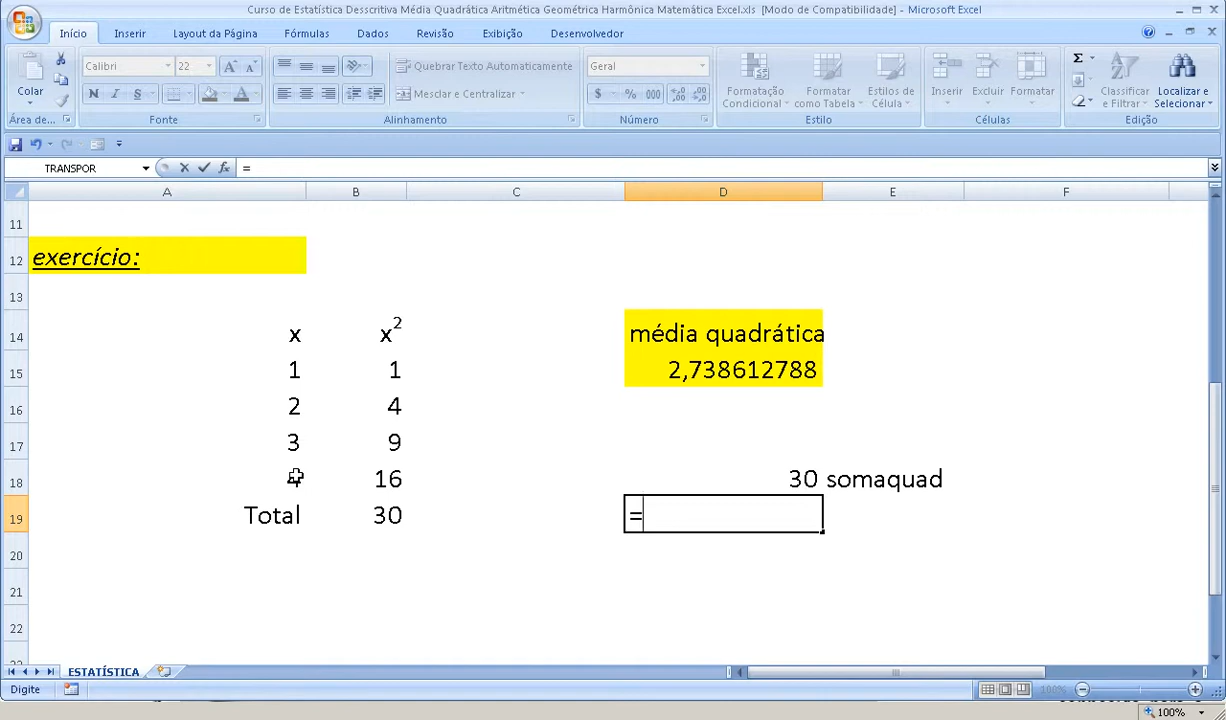 Curso de Estatística Desscritiva Média Quadrática Aritmética Geométrica Harmônica Matemática Excel.xls [Modo de Compatibilidade] - Microsoft Excel
Início Inserir Layout da Página Fórmulas Dados Revisão Exibição Desenvolvedor
Colar
Calibri 22
N I S
Quebrar Texto Automaticamente
Mesclar e Centralizar
Geral
$ % 000
Formatação Condicional
Formatar como Tabela
Estilos de Célula
Inserir Excluir Formatar
Classificar e Filtrar
Localizar e Selecionar
Área de... Fonte Alinhamento Número Estilo Células Edição
TRANSPOR fx =
A B C D E F
11
12 exercício:
13
14 x x2 média quadrática
15 1 1 2,738612788
16 2 4
17 3 9
18 4 16 30 somaquad
19 Total 30 =
20
21
22
ESTATÍSTICA
Digite 100%
100%